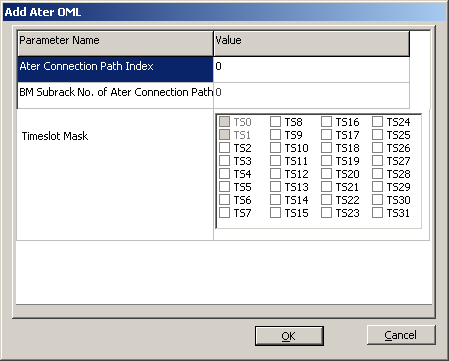 Add Ater OML
Parameter Name Value
Ater Connection Path Index 0
BM Subrack No. of Ater Connection Path 0
Timeslot Mask
TS0 TS8 TS16 TS24
TS1 TS9 TS17 TS25
TS2 TS10 TS18 TS26
TS3 TS11 TS19 TS27
TS4 TS12 TS20 TS28
TS5 TS13 TS21 TS29
TS6 TS14 TS22 TS30
TS7 TS15 TS23 TS31
OK Cancel